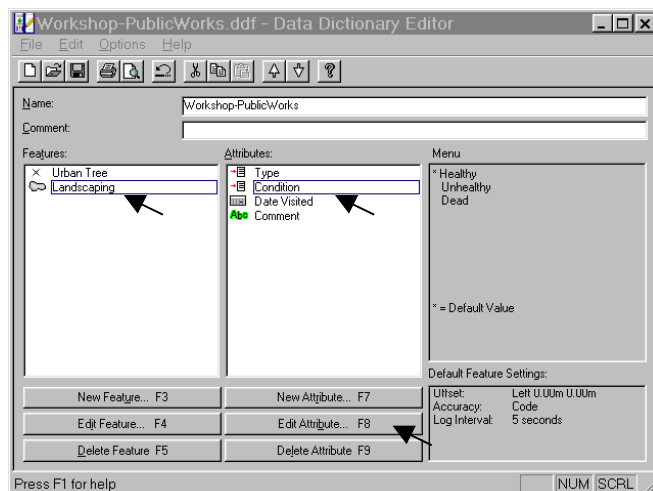 Workshop-PublicWorks.ddf - Data Dictionary Editor
File Edit Options Help
Name: Workshop-PublicWorks
Comment:
Features: Attributes: Menu
Urban Tree
Landscaping
Type
Condition
Date Visited
Abc Comment
* Healthy
Unhealthy
Dead
* = Default Value
Default Feature Settings:
Offset: Left 0.00m 0.00m
Accuracy: Code
Log Interval: 5 seconds
New Feature... F3
New Attribute... F7
Edit Feature... F4
Edit Attribute... F8
Delete Feature F5
Delete Attribute F9
Press F1 for help
NUM SCRL